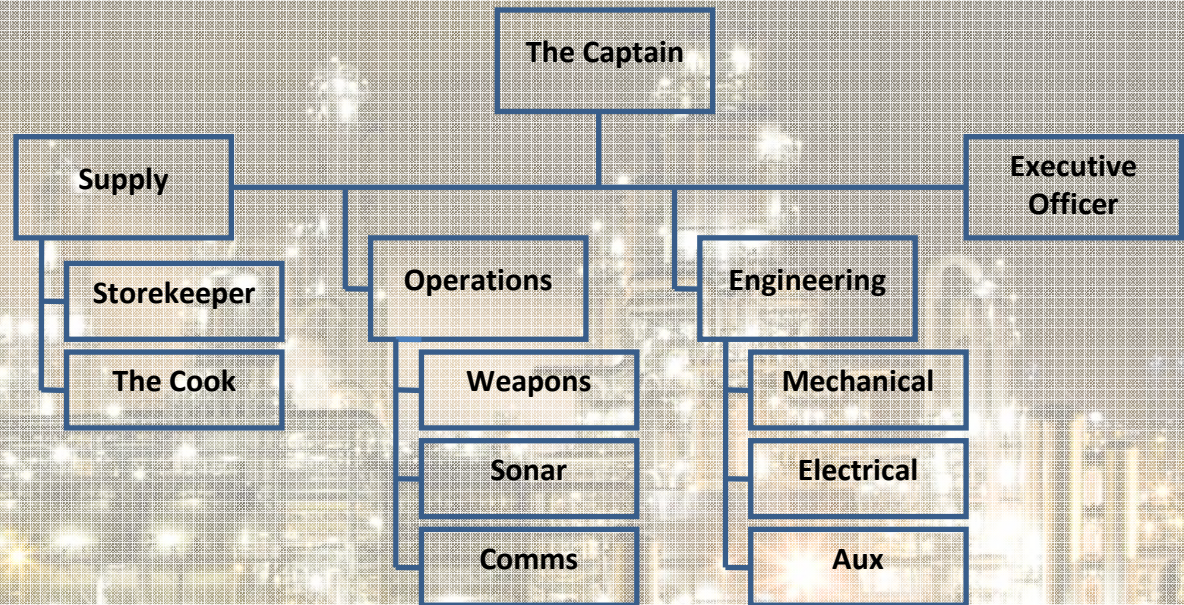 The Captain
Supply
Executive
Officer
Storekeeper
The Cook
Operations
Weapons
Sonar
Comms
Engineering
Mechanical
Electrical
Aux